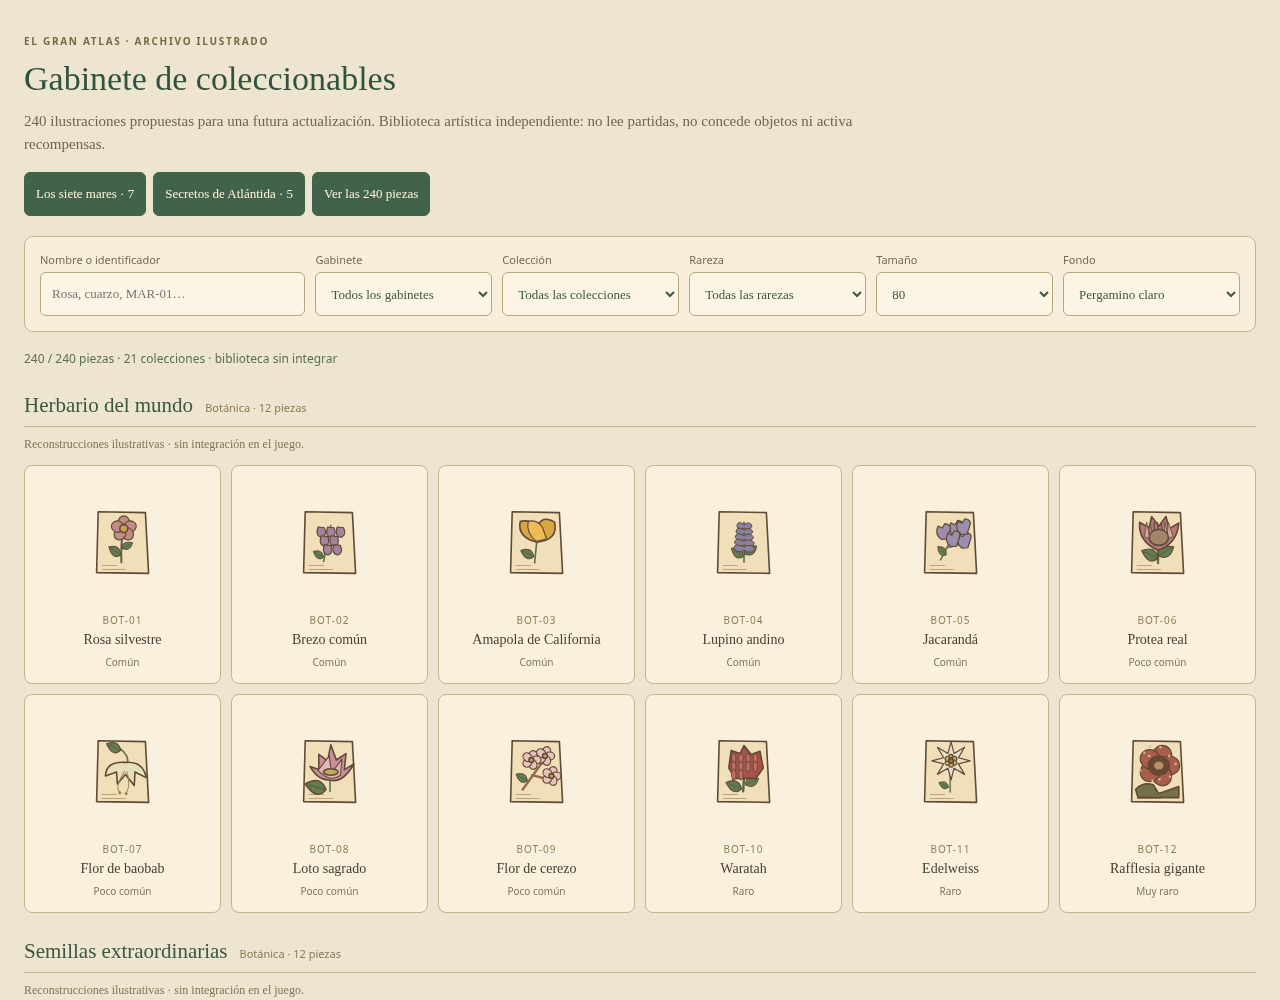 EL GRAN ATLAS · ARCHIVO ILUSTRADO
Gabinete de coleccionables
240 ilustraciones propuestas para una futura actualización. Biblioteca artística independiente: no lee partidas, no concede objetos ni activa
recompensas.
Los siete mares · 7
Secretos de Atlántida · 5
Ver las 240 piezas
Nombre o identificador
Gabinete
Colección
Rareza
Tamaño
Fondo
Rosa, cuarzo, MAR-01…
Todos los gabinetes
Todas las colecciones
Todas las rarezas
80
Pergamino claro
240 / 240 piezas · 21 colecciones · biblioteca sin integrar
Herbario del mundo Botánica · 12 piezas
Reconstrucciones ilustrativas · sin integración en el juego.
BOT-01
Rosa silvestre
Común
BOT-02
Brezo común
Común
BOT-03
Amapola de California
Común
BOT-04
Lupino andino
Común
BOT-05
Jacarandá
Común
BOT-06
Protea real
Poco común
BOT-07
Flor de baobab
Poco común
BOT-08
Loto sagrado
Poco común
BOT-09
Flor de cerezo
Poco común
BOT-10
Waratah
Raro
BOT-11
Edelweiss
Raro
BOT-12
Rafflesia gigante
Muy raro
Semillas extraordinarias Botánica · 12 piezas
Reconstrucciones ilustrativas · sin integración en el juego.